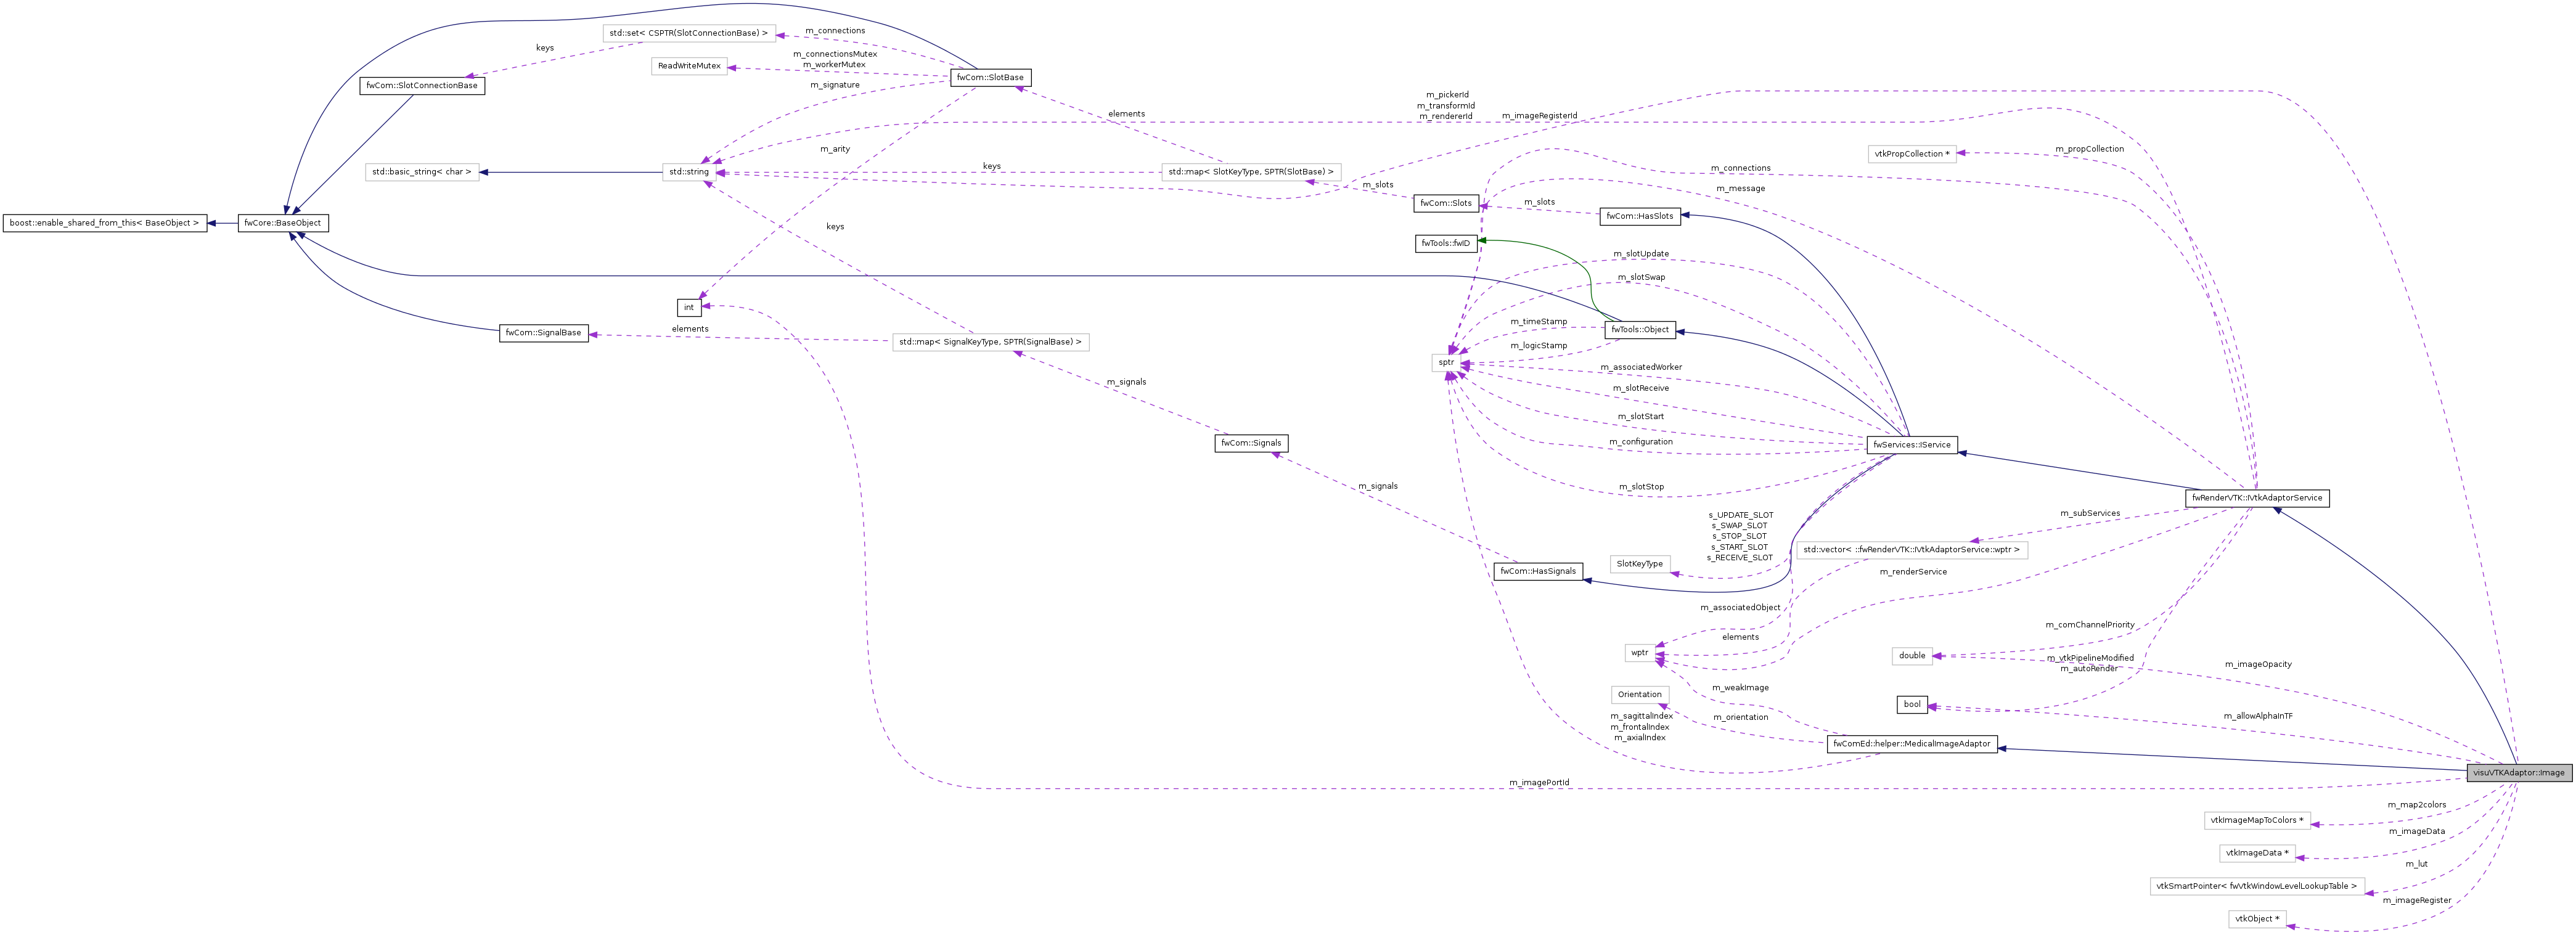 m_connections
std::set< CSPTR(SlotConnectionBase) >
keys
m_connectionsMutex
m_workerMutex
ReadWriteMutex
fwCom::SlotBase
fwCom::SlotConnectionBase
m_signature
m_pickerId
m_transformId
m_rendererId
m_imageRegisterId
elements
m_arity
m_propCollection
vtkPropCollection *
keys
m_connections
std::basic_string< char >
std::string
std::map< SlotKeyType, SPTR(SlotBase) >
m_slots
m_message
fwCom::Slots
m_slots
fwCom::HasSlots
boost::enable_shared_from_this< BaseObject >
fwCore::BaseObject
keys
fwTools::fwID
m_slotUpdate
m_slotSwap
int
m_timeStamp
fwCom::SignalBase
elements
fwTools::Object
std::map< SignalKeyType, SPTR(SignalBase) >
m_logicStamp
sptr
m_associatedWorker
m_signals
m_slotReceive
m_slotStart
fwCom::Signals
m_configuration
fwServices::IService
m_signals
m_slotStop
fwRenderVTK::IVtkAdaptorService
s_UPDATE_SLOT
s_SWAP_SLOT
s_STOP_SLOT
s_START_SLOT
s_RECEIVE_SLOT
m_subServices
std::vector< ::fwRenderVTK::IVtkAdaptorService::wptr >
SlotKeyType
fwCom::HasSignals
m_renderService
m_associatedObject
m_comChannelPriority
elements
wptr
double
m_vtkPipelineModified
m_autoRender
m_imageOpacity
m_weakImage
Orientation
bool
m_sagittalIndex
m_frontalIndex
m_axialIndex
m_orientation
m_allowAlphaInTF
fwComEd::helper::MedicalImageAdaptor
visuVTKAdaptor::Image
m_imagePortId
m_map2colors
vtkImageMapToColors *
m_imageData
vtkImageData *
m_lut
vtkSmartPointer< fwVtkWindowLevelLookupTable >
m_imageRegister
vtkObject *